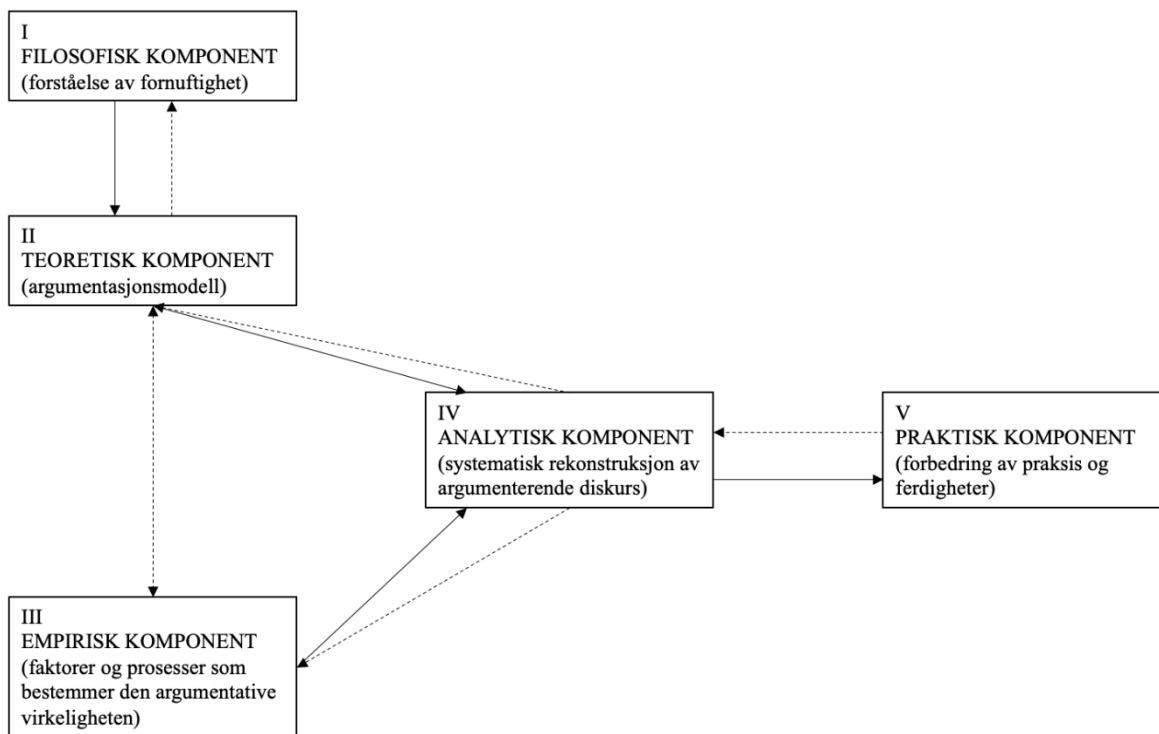 I
FILOSOFISK KOMPONENT
(forståelse av fornuftighet)
II
TEORETISK KOMPONENT
(argumentasjonsmodell)
IV
ANALYTISK KOMPONENT
(systematisk rekonstruksjon av
argumenterende diskurs)
V
PRAKTISK KOMPONENT
(forbedring av praksis og
ferdigheter)
III
EMPIRISK KOMPONENT
(faktorer og prosesser som
bestemmer den argumentative
virkeligheten)